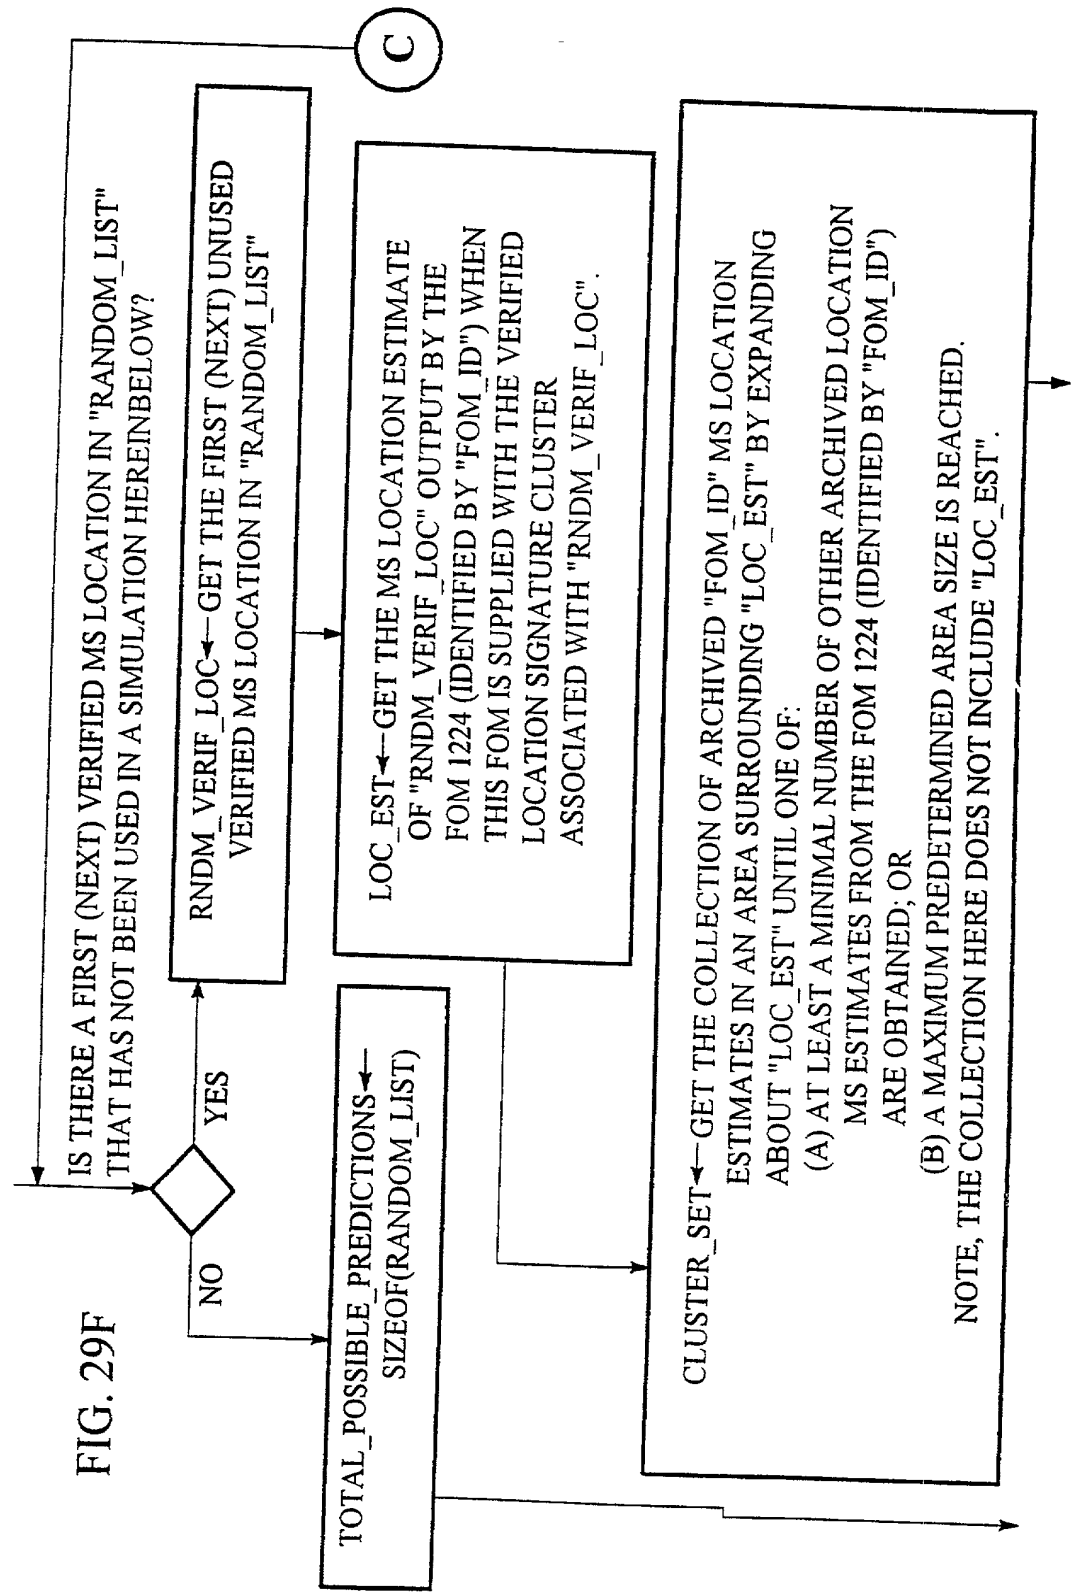 FIG. 29F
C
IS THERE A FIRST (NEXT) VERIFIED MS LOCATION IN "RANDOM_LIST"
THAT HAS NOT BEEN USED IN A SIMULATION HEREINBELOW?
NO
YES
RNDM_VERIF_LOC←GET THE FIRST (NEXT) UNUSED
VERIFIED MS LOCATION IN "RANDOM_LIST"
TOTAL_POSSIBLE_PREDICTIONS←
SIZEOF(RANDOM_LIST)
LOC_EST←GET THE MS LOCATION ESTIMATE
OF "RNDM_VERIF_LOC" OUTPUT BY THE
FOM 1224 (IDENTIFIED BY "FOM_ID") WHEN
THIS FOM IS SUPPLIED WITH THE VERIFIED
LOCATION SIGNATURE CLUSTER
ASSOCIATED WITH "RNDM_VERIF_LOC".
CLUSTER_SET←GET THE COLLECTION OF ARCHIVED "FOM_ID" MS LOCATION
ESTIMATES IN AN AREA SURROUNDING "LOC_EST" BY EXPANDING
ABOUT "LOC_EST" UNTIL ONE OF:
(A) AT LEAST A MINIMAL NUMBER OF OTHER ARCHIVED LOCATION
MS ESTIMATES FROM THE FOM 1224 (IDENTIFIED BY "FOM_ID")
ARE OBTAINED; OR
(B) A MAXIMUM PREDETERMINED AREA SIZE IS REACHED.
NOTE, THE COLLECTION HERE DOES NOT INCLUDE "LOC_EST".